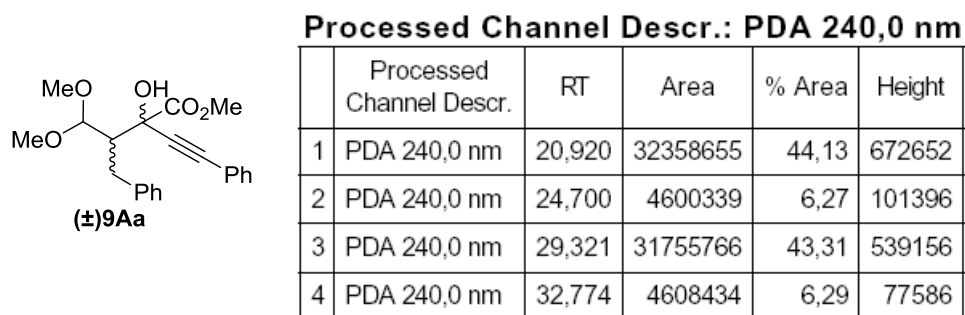 Processed Channel Descr.: PDA 240,0 nm
MeO OH
CO2Me
MeO
Ph
Ph
(±)9Aa
Processed Channel Descr. RT Area % Area Height
1 PDA 240,0 nm 20,920 32358655 44,13 672652
2 PDA 240,0 nm 24,700 4600339 6,27 101396
3 PDA 240,0 nm 29,321 31755766 43,31 539156
4 PDA 240,0 nm 32,774 4608434 6,29 77586